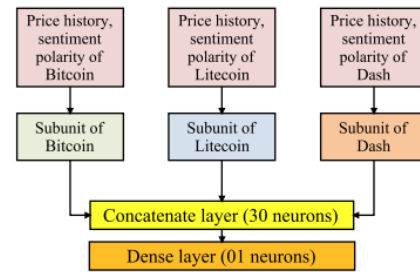 Price history,
sentiment
polarity of
Bitcoin
Price history,
sentiment
polarity of
Litecoin
Price history,
sentiment
polarity of
Dash
Subunit of
Bitcoin
Subunit of
Litecoin
Subunit of
Dash
Concatenate layer (30 neurons)
Dense layer (01 neurons)